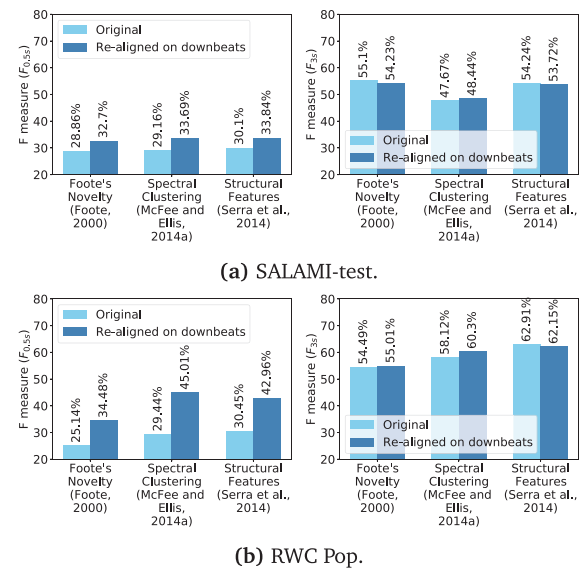 80
70
60
50
40
30
20
F measure (F0.5s)
Original
Re-aligned on downbeats
28.86%
32.7%
29.16%
33.69%
30.1%
33.84%
Foote's
Novelty
(Foote,
2000)
Spectral
Clustering
(McFee and
Ellis,
2014a)
Structural
Features
(Serra et al.,
2014)
80
70
60
50
40
30
20
F measure (F3s)
55.1%
54.23%
47.67%
48.44%
54.24%
53.72%
Original
Re-aligned on downbeats
Foote's
Novelty
(Foote,
2000)
Spectral
Clustering
(McFee and
Ellis,
2014a)
Structural
Features
(Serra et al.,
2014)
(a) SALAMI-test.
80
70
60
50
40
30
20
F measure (F0.5s)
Original
Re-aligned on downbeats
25.14%
34.48%
29.44%
45.01%
30.45%
42.96%
Foote's
Novelty
(Foote,
2000)
Spectral
Clustering
(McFee and
Ellis,
2014a)
Structural
Features
(Serra et al.,
2014)
80
70
60
50
40
30
20
F measure (F3s)
54.49%
55.01%
58.12%
60.3%
62.91%
62.15%
Original
Re-aligned on downbeats
Foote's
Novelty
(Foote,
2000)
Spectral
Clustering
(McFee and
Ellis,
2014a)
Structural
Features
(Serra et al.,
2014)
(b) RWC Pop.